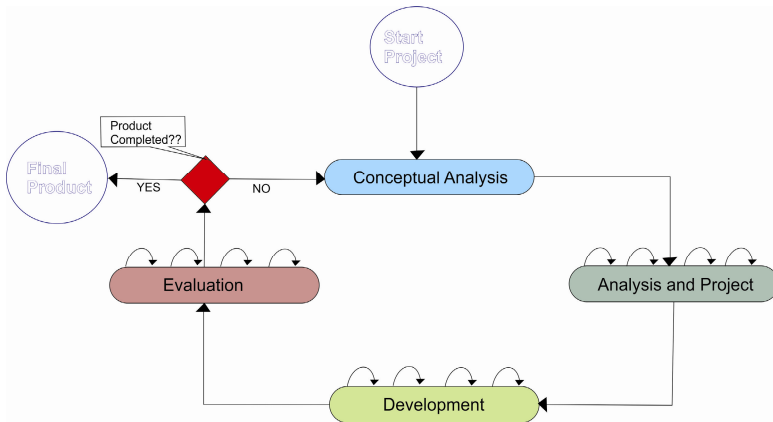 Start
Project
Product
Completed??
Final
Product
YES
NO
Conceptual Analysis
Evaluation
Analysis and Project
Development